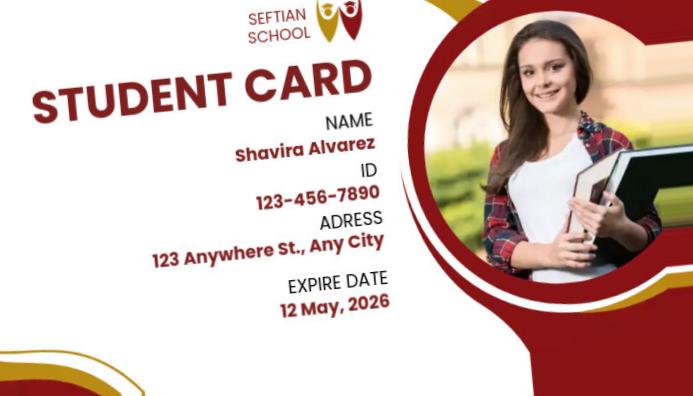 SEFTIAN
SCHOOL
STUDENT CARD
NAME
Shavira Alvarez
ID
123-456-7890
ADRESS
123 Anywhere St., Any City
EXPIRE DATE
12 May, 2026